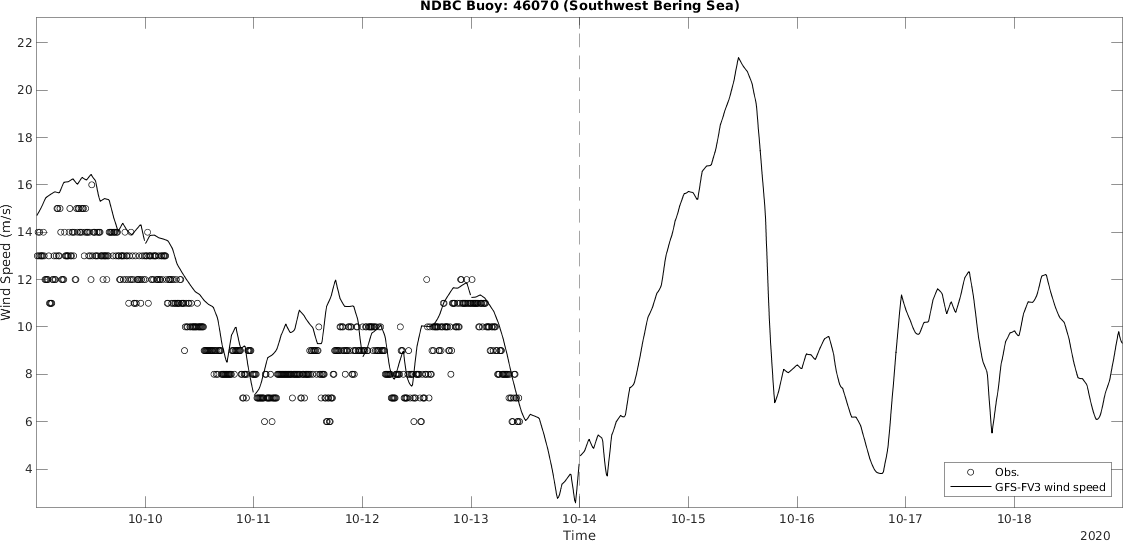 NDBC Buoy: 46070 (Southwest Bering Sea)
Wind Speed (m/s)
22
20
18
16
14
12
10
8
6
4
Obs.
GFS-FV3 wind speed
10-10 10-11 10-12 10-13 10-14 10-15 10-16 10-17 10-18
Time
2020